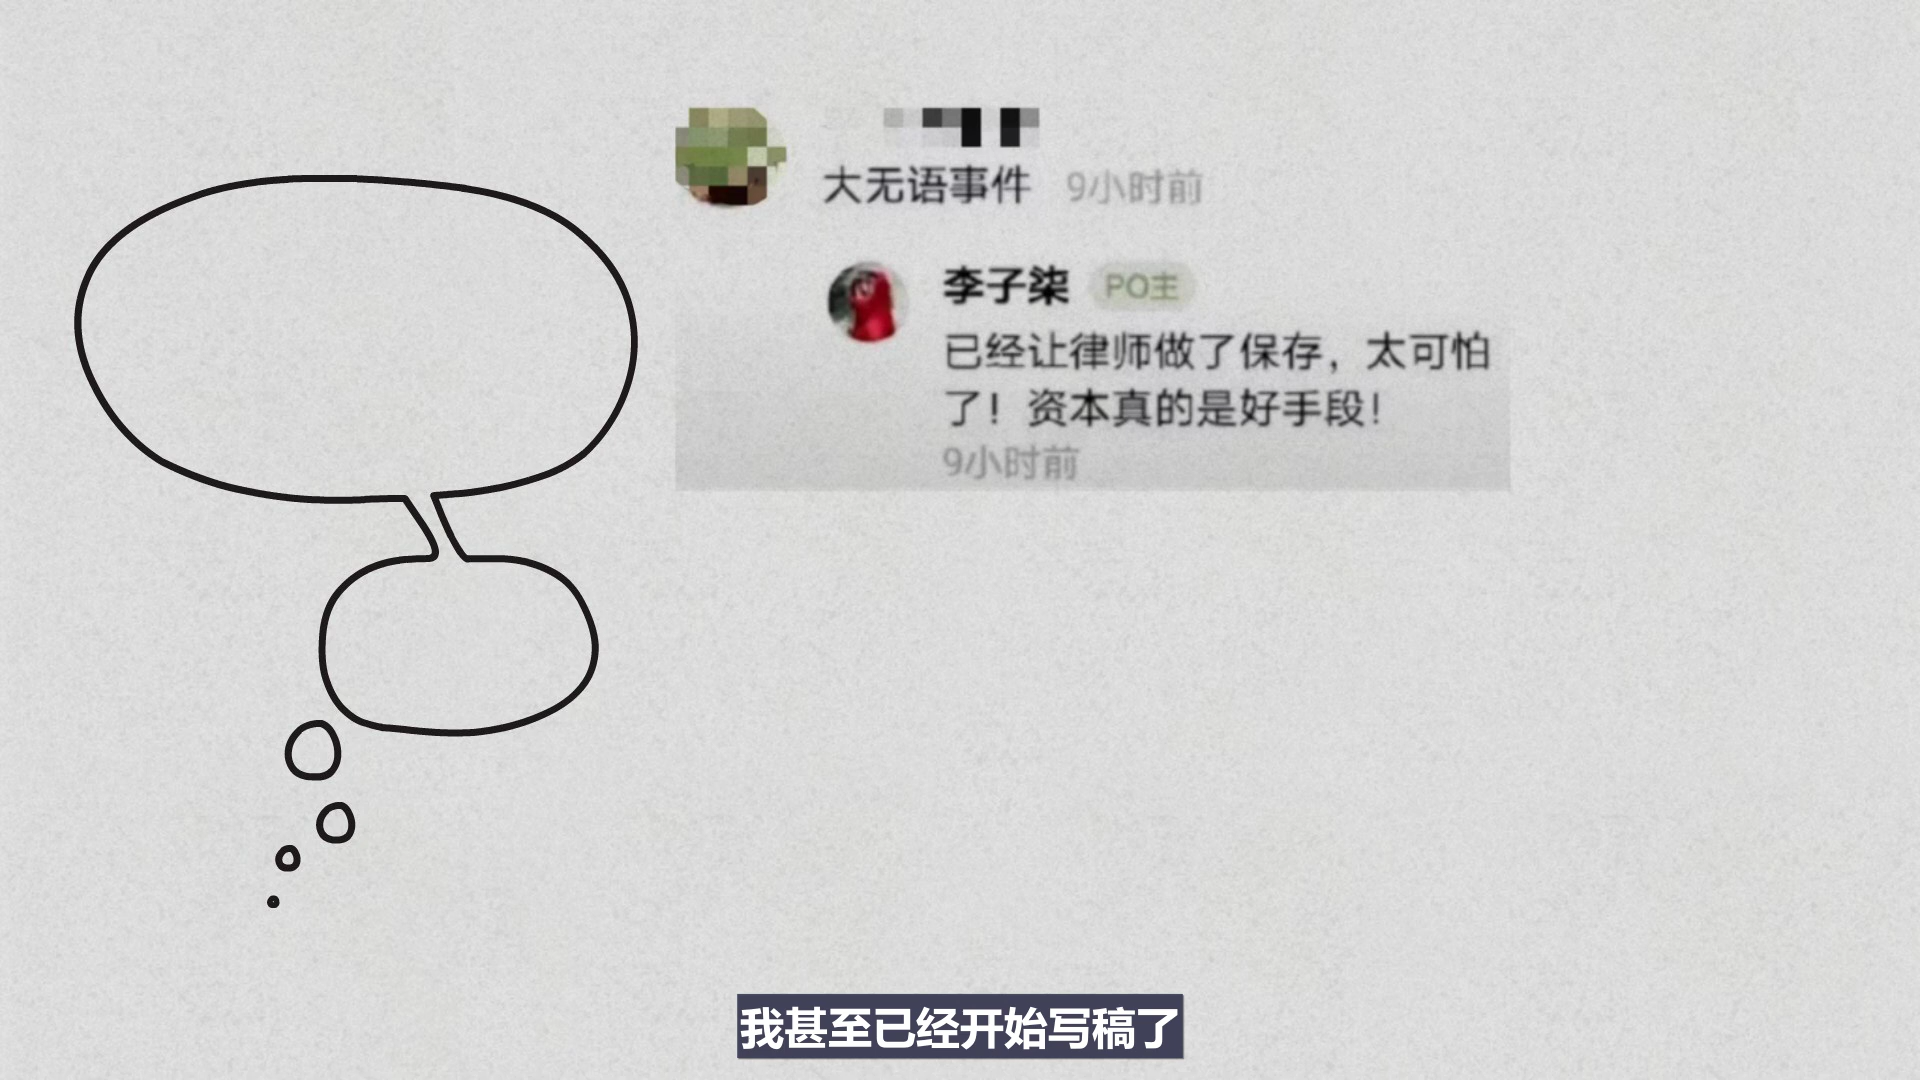 大无语事件 9小时前
李子柒 PO主
已经让律师做了保存，太可怕
了！资本真的是好手段！
9小时前
我甚至已经开始写稿了